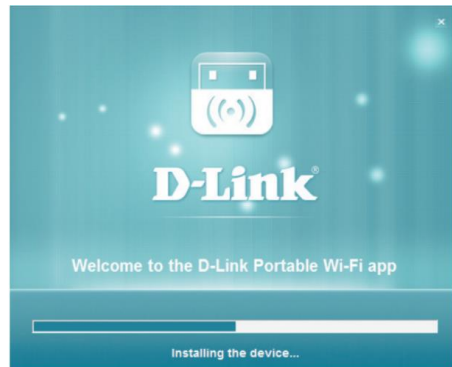 D-Link®
Welcome to the D-Link Portable Wi-Fi app
Installing the device...